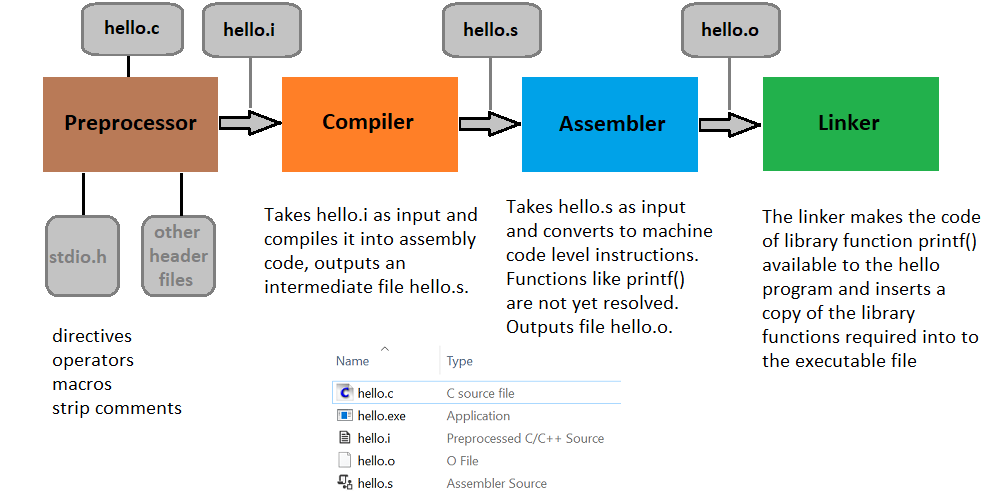 hello.c
hello.i
hello.s
hello.o
Preprocessor
Compiler
Assembler
Linker
stdio.h
other
header
files
directives
operators
macros
strip comments
Takes hello.i as input and
compiles it into assembly
code, outputs an
intermediate file hello.s.
Takes hello.s as input
and converts to machine
code level instructions.
Functions like printf()
are not yet resolved.
Outputs file hello.o.
The linker makes the code
of library function printf()
available to the hello
program and inserts a
copy of the library
functions required into to
the executable file
Name Type
hello.c C source file
hello.exe Application
hello.i Preprocessed C/C++ Source
hello.o O File
hello.s Assembler Source